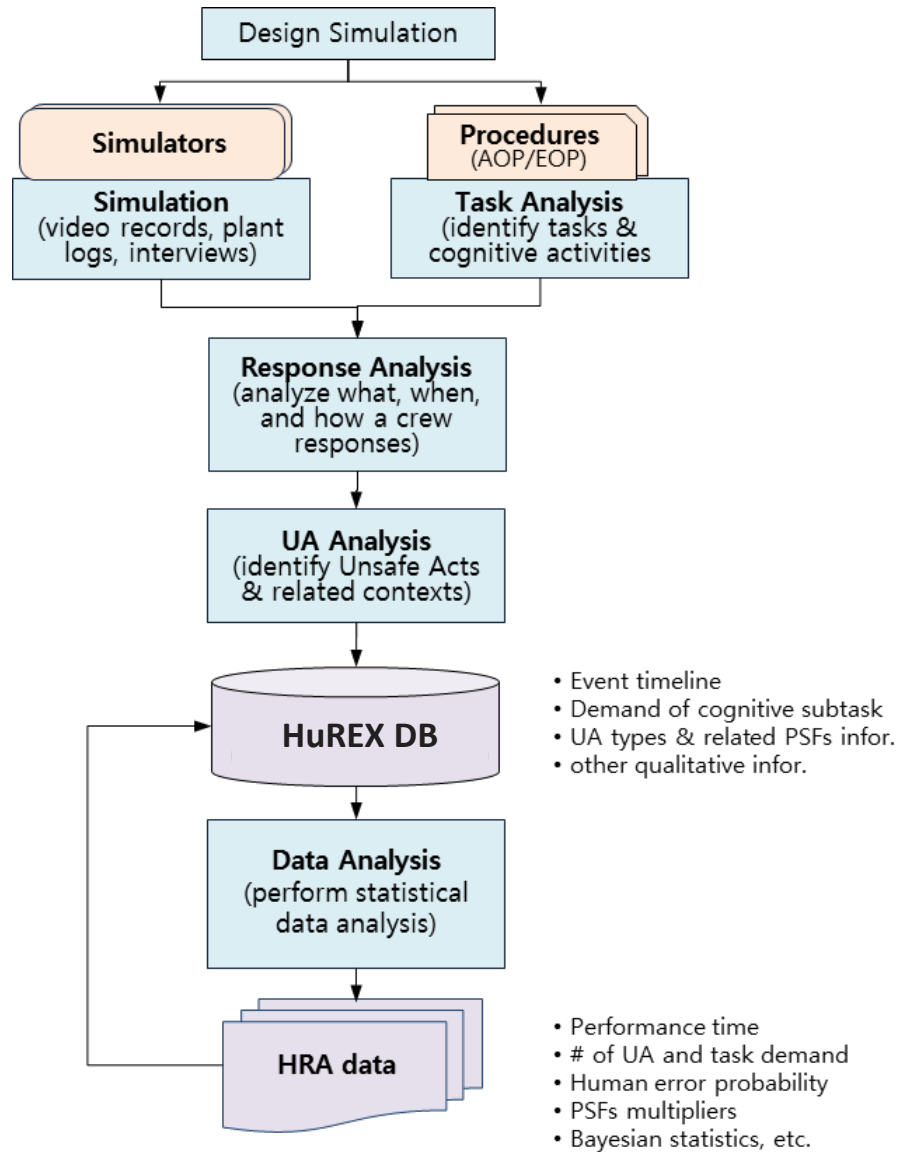 Design Simulation
Simulators
Procedures
(AOP/EOP)
Simulation
(video records, plant
logs, interviews)
Task Analysis
(identify tasks &
cognitive activities
Response Analysis
(analyze what, when,
and how a crew
responses)
UA Analysis
(identify Unsafe Acts
& related contexts)
HuREX DB
• Event timeline
• Demand of cognitive subtask
• UA types & related PSFs infor.
• other qualitative infor.
Data Analysis
(perform statistical
data analysis)
HRA data
• Performance time
• # of UA and task demand
• Human error probability
• PSFs multipliers
• Bayesian statistics, etc.